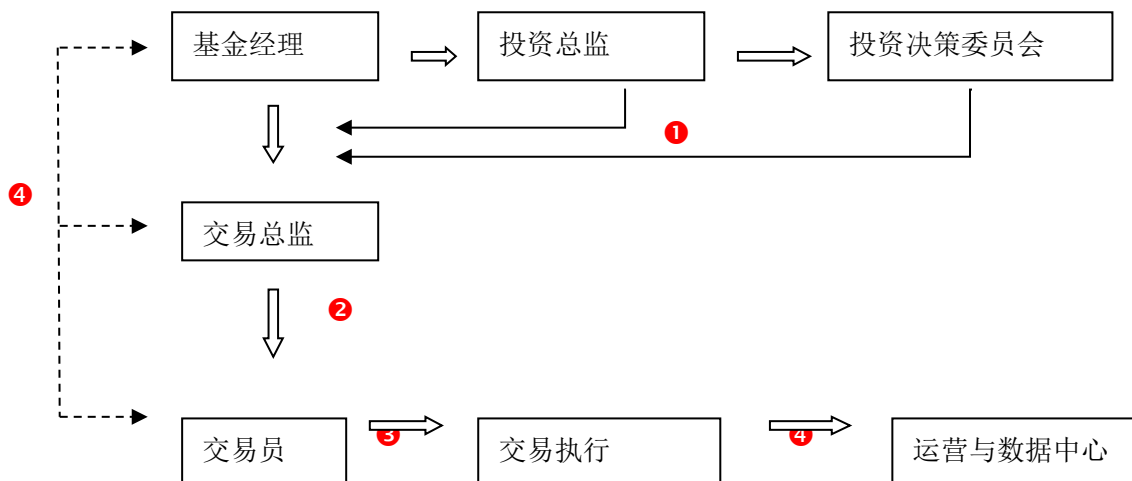 基金经理
投资总监
投资决策委员会
❶
❹
交易总监
❷
交易员
❸
交易执行
❹
运营与数据中心